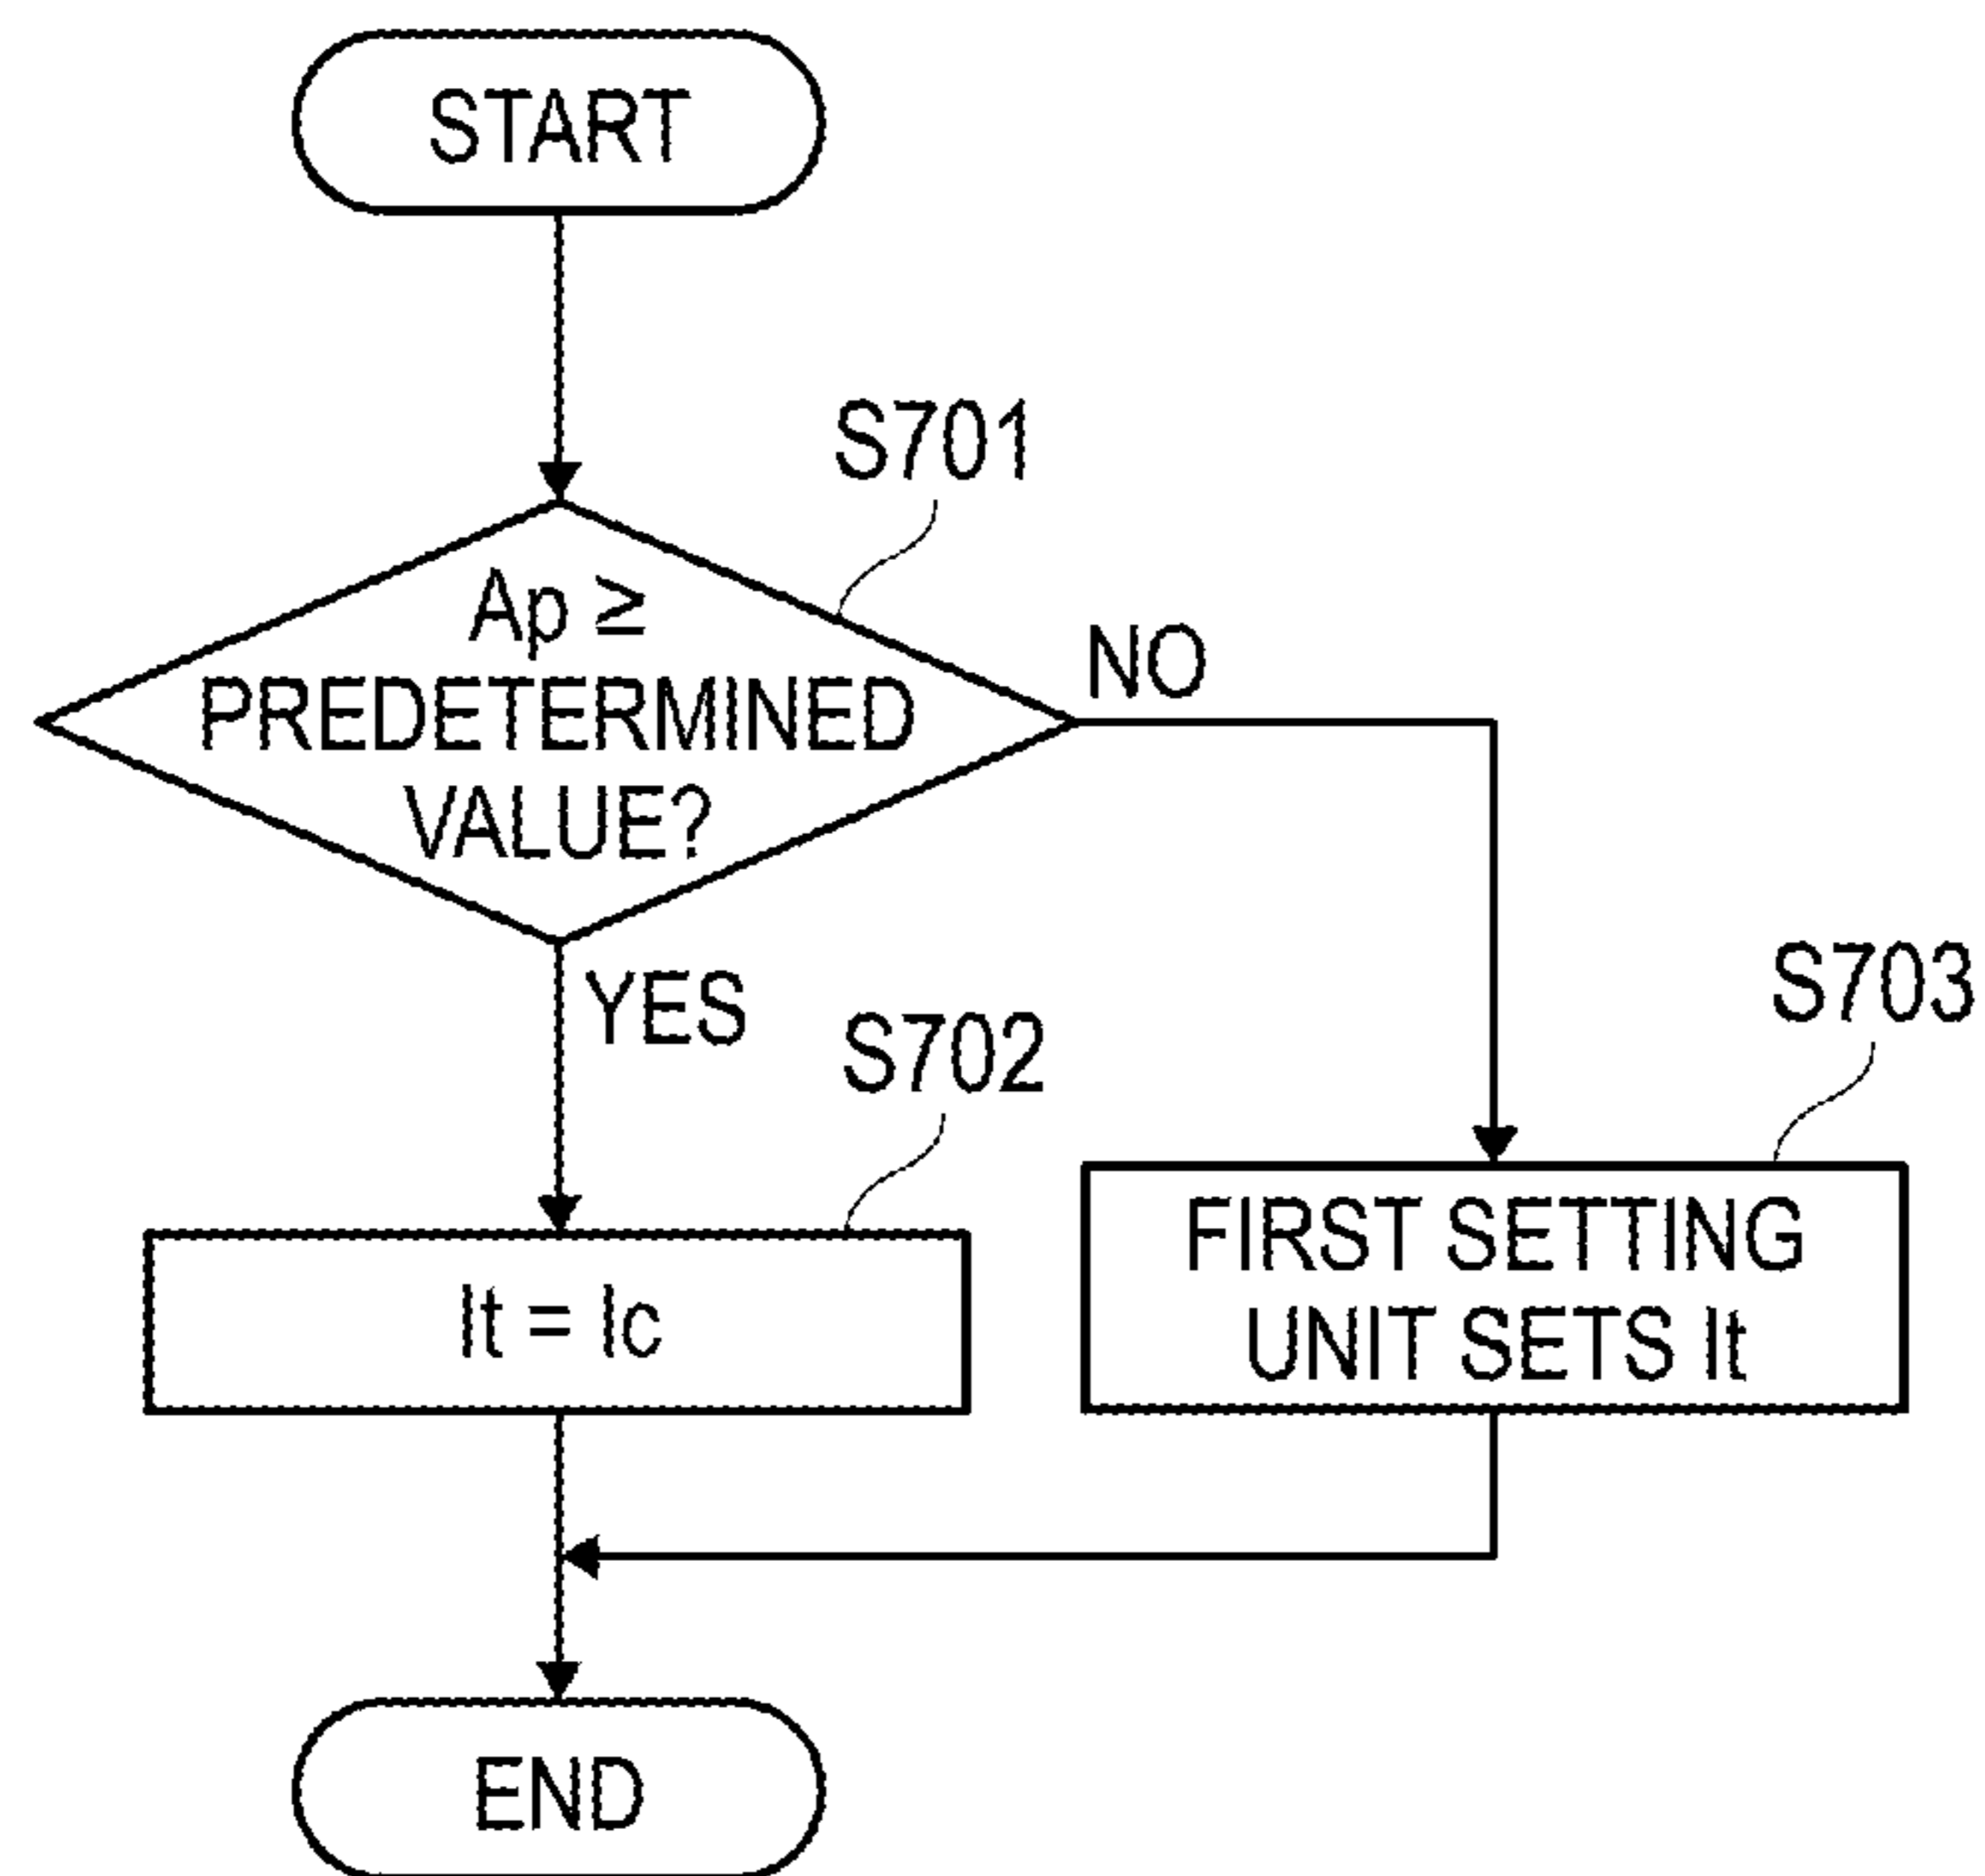 START
S701
Ap ≥
PREDETERMINED
VALUE?
NO
YES
S702
It = Ic
S703
FIRST SETTING
UNIT SETS It
END